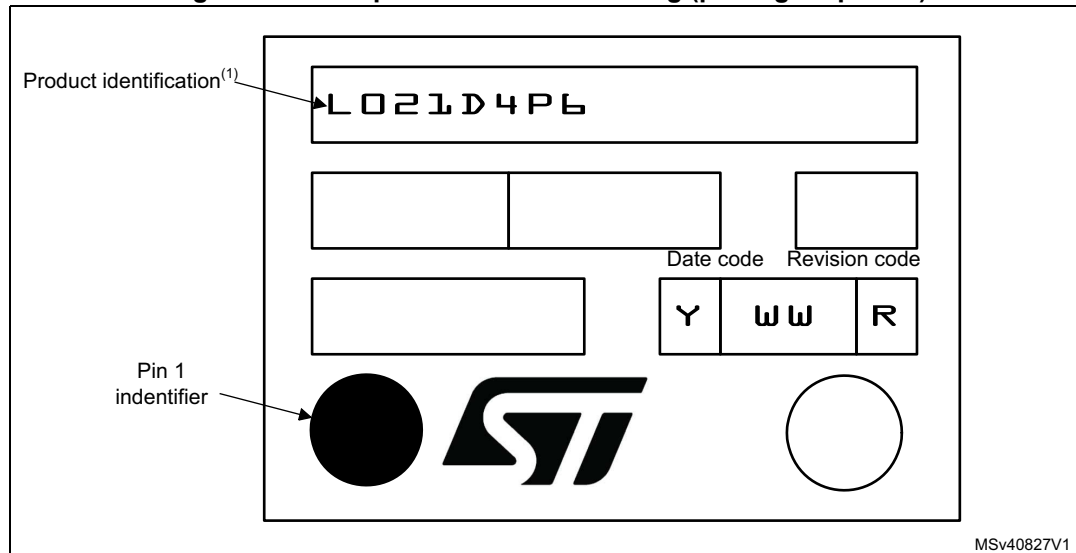 Product identification(1)
L021D4P6
Date code Revision code
Y WW R
Pin 1
indentifier
ST
MSv40827V1